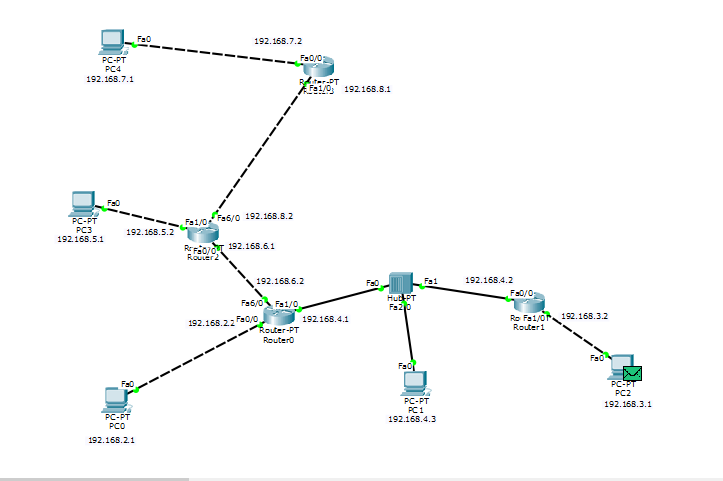 Fa0
192.168.7.2
PC-PT
PC4
192.168.7.1
Fa0/0
Fa1/0
192.168.8.1
Fa0
PC-PT
PC3
192.168.5.1
192.168.5.2
Fa1/0
Fa6/0
192.168.8.2
Fa0/0
192.168.6.1
Router2
192.168.6.2
Fa6/0
Fa1/0
192.168.2.2
Fa0/0
192.168.4.1
Router-PT
Router0
Fa0
Fa1
Hub-PT
192.168.4.2
Fa0/0
Fa1/0
Router1
192.168.3.2
Fa0
PC-PT
PC2
192.168.3.1
Fa0
PC-PT
PC1
192.168.4.3
Fa0
PC-PT
PC0
192.168.2.1